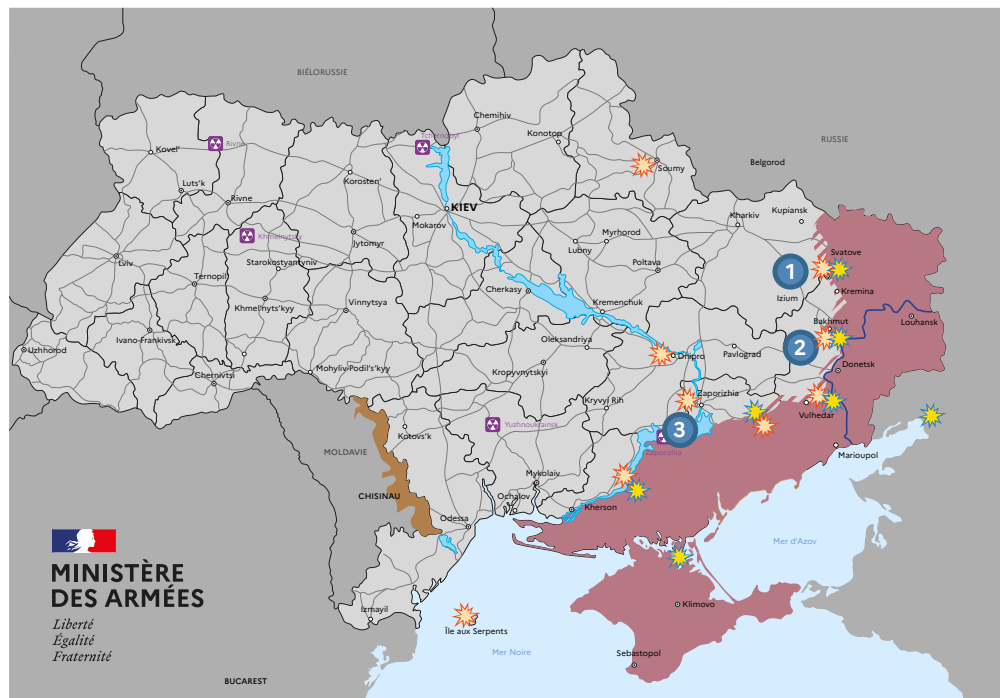 BIÉLORUSSIE
Chernihiv
Konotop
Tchernobyl
RUSSIE
Rivne
Kovel'
Soumy
Belgorod
Korosten'
Luts'k
Rivne
KIEV
Kharkiv
Kupiansk
Mokarov
Myrhorod
Khmelnytsky
Jytomyr
Lubny
Svatove
Lviv
Starokostyantyniv
Poltava
1
Ternopil
Cherkasy
Izium
Kremina
Khmel'nyts'kyy
Vinnytsya
Kremenchuk
Bakhmut
Louhansk
Ivano-Frankivsk
Oleksandriya
2
Uzhhorod
Dnipro
Pavlograd
Donetsk
Mohyliv-Podil's'kyy
Kropyvnytskyi
Chernivtsi
Zaporizhia
Kryvyi Rih
Vulhedar
Yuzhnoukrainsk
3
Kotovs'k
MOLDAVIE
Zaporizhia
Marioupol
Mykolaiv
CHISINAU
Ochalov
Kherson
Odessa
Mer d'Azov
MINISTÈRE
DES ARMÉES
Liberté
Égalité
Fraternité
Izmayil
Klimovo
Île aux Serpents
Mer Noire
Sebastopol
BUCAREST